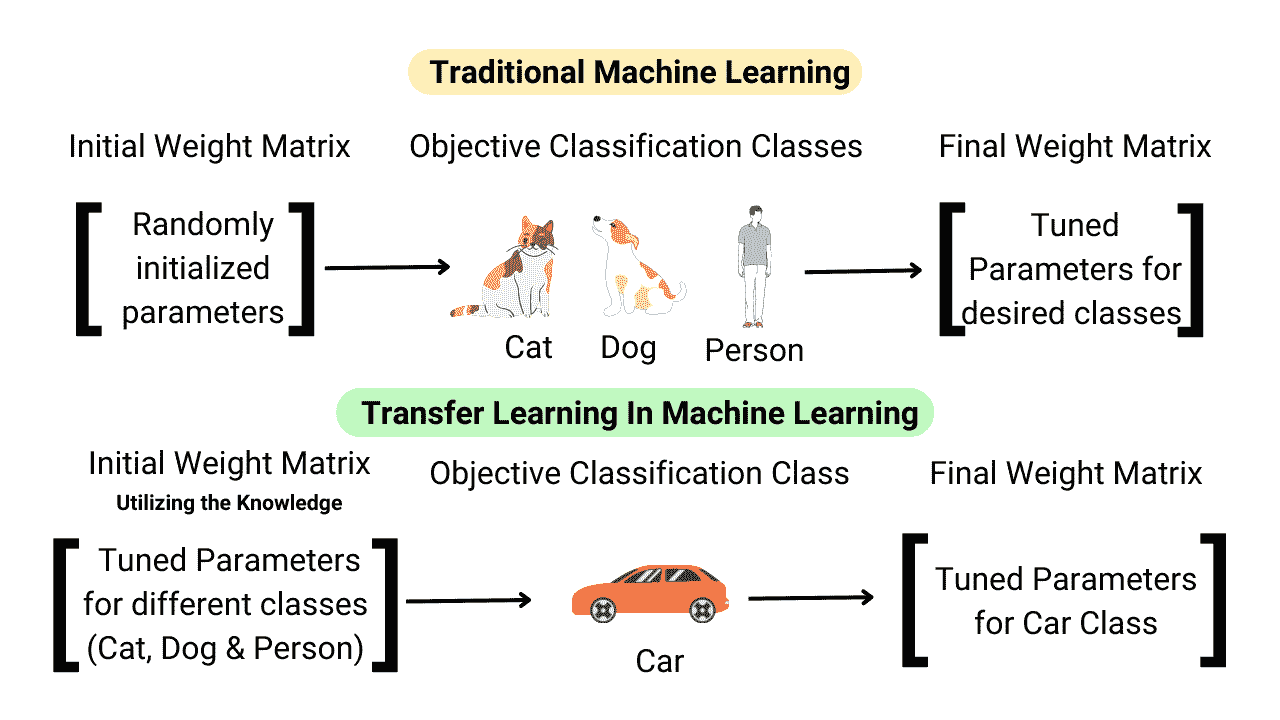 Traditional Machine Learning
Initial Weight Matrix
Objective Classification Classes
Final Weight Matrix
Randomly
initialized
parameters
Cat
Dog
Person
Tuned
Parameters for
desired classes
Transfer Learning In Machine Learning
Initial Weight Matrix
Utilizing the Knowledge
Objective Classification Class
Final Weight Matrix
Tuned Parameters
for different classes
(Cat, Dog & Person)
Car
Tuned Parameters
for Car Class